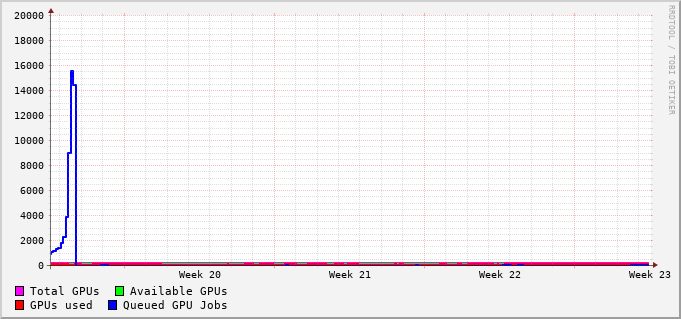 20000
18000
16000
14000
12000
10000
8000
6000
4000
2000
0
Week 20 Week 21 Week 22 Week 23
Total GPUs Available GPUs
GPUs used Queued GPU Jobs
RRDTOOL / TOBI OETIKER